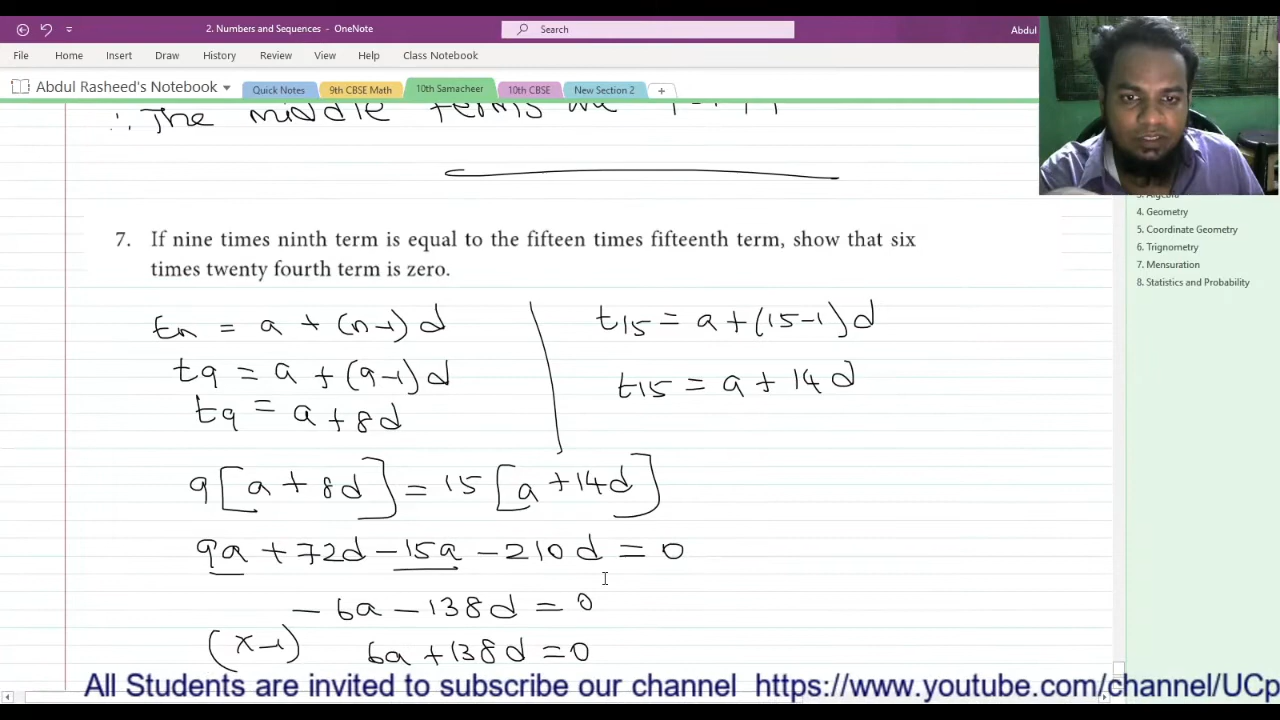 2. Numbers and Sequences - OneNote
Search
Abdul
File Home Insert Draw History Review View Help Class Notebook
Abdul Rasheed's Notebook
Quick Notes 9th CBSE Math 10th Samacheer 10th CBSE New Section 2 +
∴ The middle terms are
3. Algebra
4. Geometry
5. Coordinate Geometry
6. Trignometry
7. Mensuration
8. Statistics and Probability
7. If nine times ninth term is equal to the fifteen times fifteenth term, show that six
times twenty fourth term is zero.
tn = a + (n-1)d
t9 = a + (9-1)d
t9 = a + 8d
t15 = a + (15-1)d
t15 = a + 14d
9[a + 8d] = 15[a + 14d]
9a + 72d - 15a - 210d = 0
- 6a - 138d = 0
(x-1) 6a + 138d = 0
All Students are invited to subscribe our channel https://www.youtube.com/channel/UCp